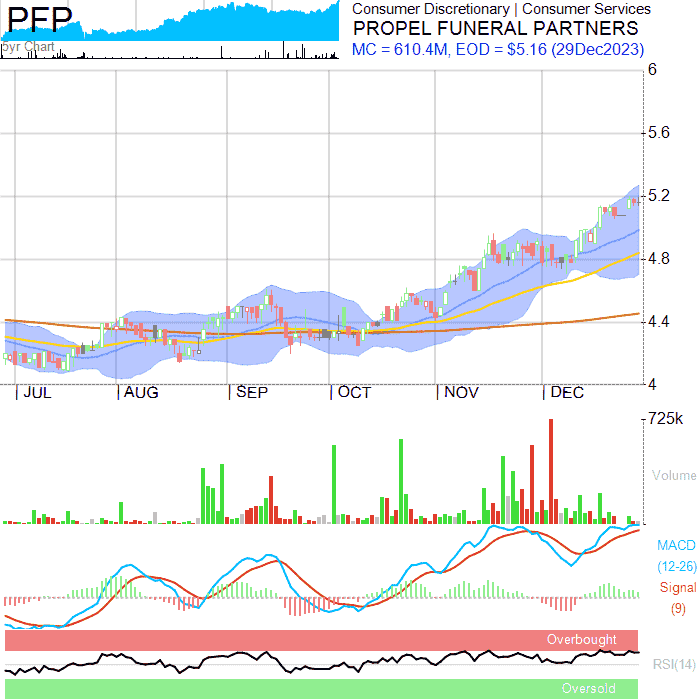 PFP
5yr Chart
Consumer Discretionary | Consumer Services
PROPEL FUNERAL PARTNERS
MC = 610.4M, EOD = $5.16 (29Dec2023)
6
5.6
5.2
4.8
4.4
4
JUL AUG SEP OCT NOV DEC
725k
Volume
MACD
(12-26)
Signal
(9)
Overbought
RSI(14)
Oversold